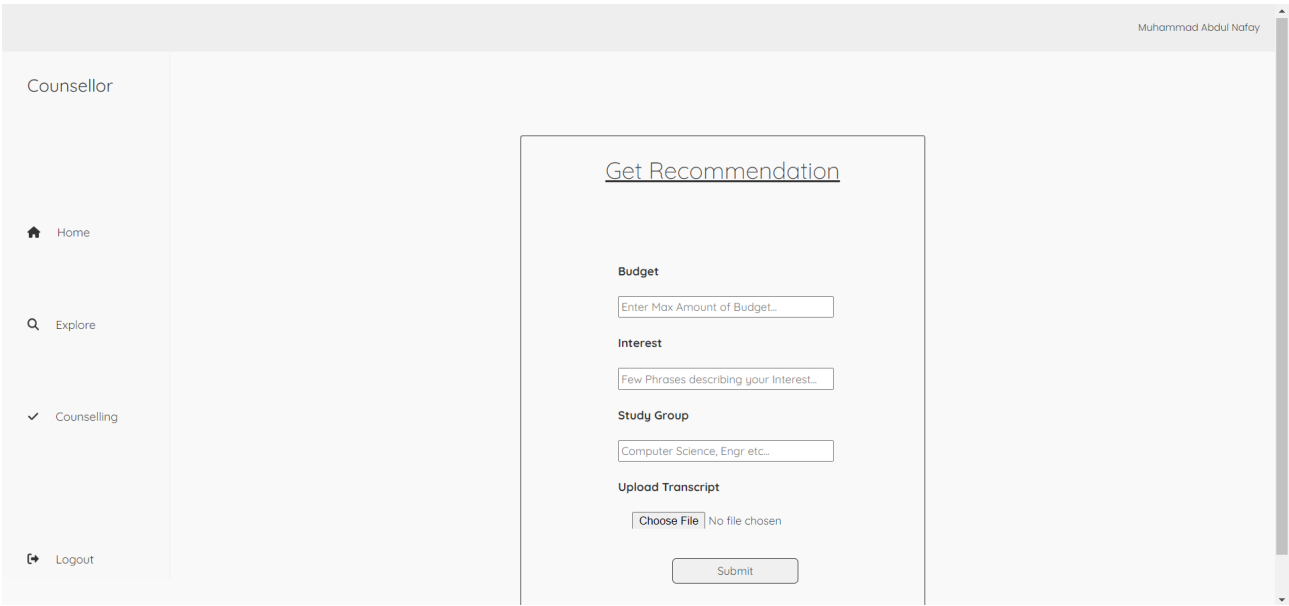 Muhammad Abdul Nafay
Counsellor
Home
Explore
Counselling
Logout
Get Recommendation
Budget
Enter Max Amount of Budget...
Interest
Few Phrases describing your Interest...
Study Group
Computer Science, Engr etc...
Upload Transcript
Choose File No file chosen
Submit